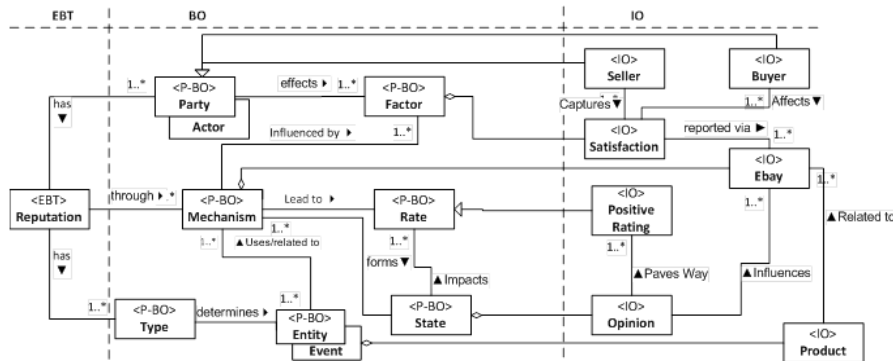 EBT BO IO
<P-BO>
Party
Actor
1..*
effects
1..*
<P-BO>
Factor
<IO>
Seller
<IO>
Buyer
has
Captures
1..*
Affects
<IO>
Satisfaction
reported via
1..*
Influenced by
1..*
<IO>
Ebay
1..*
<EBT>
Reputation
through
.*
<P-BO>
Mechanism
Lead to
<P-BO>
Rate
<IO>
Positive
Rating
1..*
Related to
1..*
1..*
Uses/related to
1..*
1..*
has
forms
Impacts
Paves Way
Influences
1..*
<P-BO>
Type
determines
1..*
<P-BO>
Entity
Event
<P-BO>
State
<IO>
Opinion
<IO>
Product